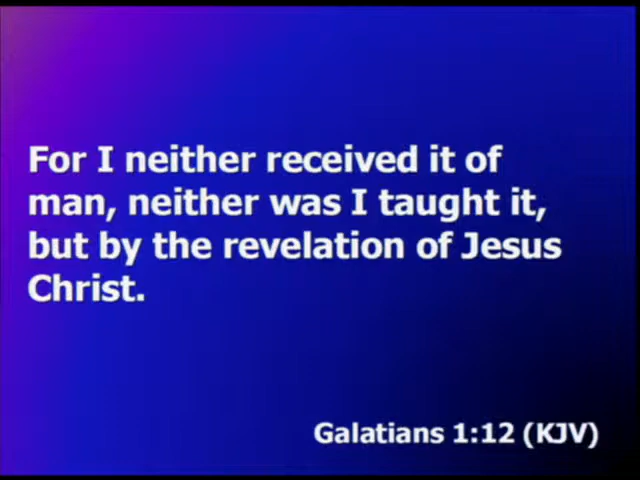 For I neither received it of
man, neither was I taught it,
but by the revelation of Jesus
Christ.
Galatians 1:12 (KJV)